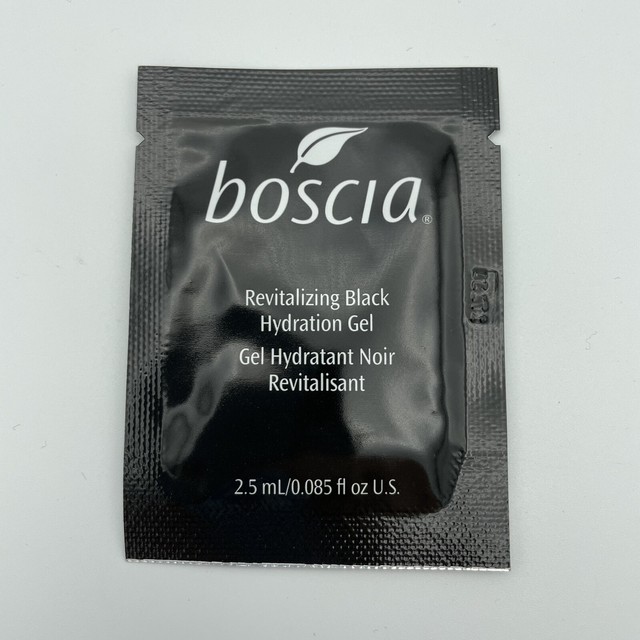 boscia®
Revitalizing Black
Hydration Gel
Gel Hydratant Noir
Revitalisant
2.5 mL/0.085 fl oz U.S.